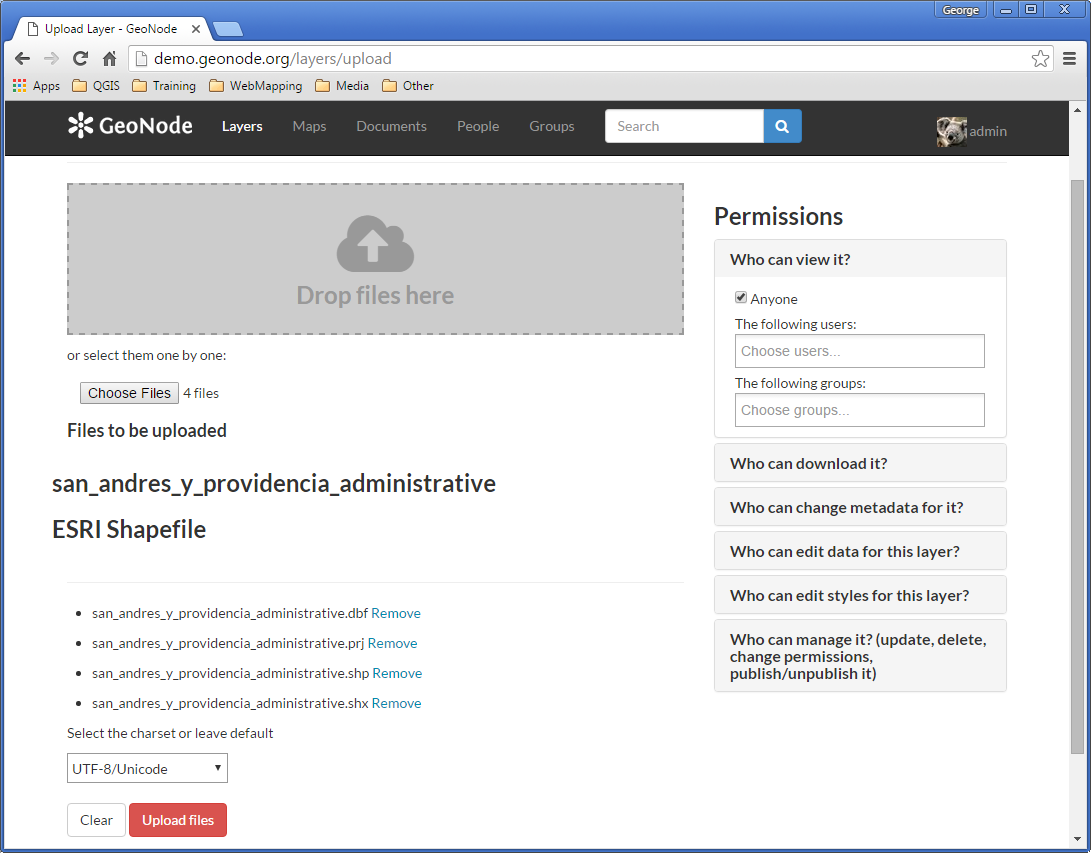 George
Upload Layer - GeoNode
demo.geonode.org/layers/upload
Apps QGIS Training WebMapping Media Other
GeoNode Layers Maps Documents People Groups Search admin
Drop files here
or select them one by one:
Choose Files 4 files
Files to be uploaded
san_andres_y_providencia_administrative
ESRI Shapefile
san_andres_y_providencia_administrative.dbf Remove
san_andres_y_providencia_administrative.prj Remove
san_andres_y_providencia_administrative.shp Remove
san_andres_y_providencia_administrative.shx Remove
Select the charset or leave default
UTF-8/Unicode
Clear Upload files
Permissions
Who can view it?
Anyone
The following users:
Choose users...
The following groups:
Choose groups...
Who can download it?
Who can change metadata for it?
Who can edit data for this layer?
Who can edit styles for this layer?
Who can manage it? (update, delete,
change permissions,
publish/unpublish it)